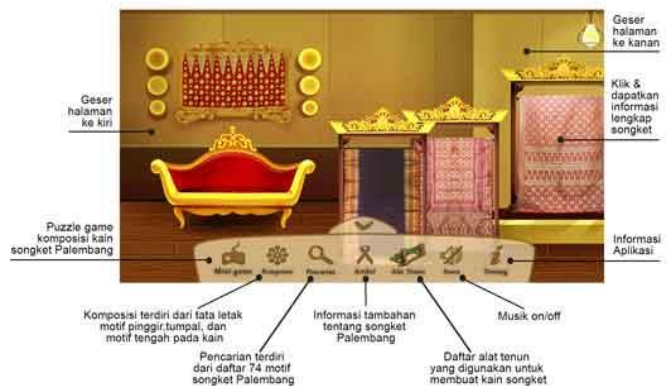 Geser
halaman
ke kanan
Geser
halaman
ke kiri
Klik &
dapatkan
informasi
lengkap
songket
Puzzle game
komposisi kain
songket Palembang
Informasi
Aplikasi
Mini game
Komposisi
Pencarian
Artikel
Alat Tenun
Suara
Tentang
Komposisi terdiri dari tata letak
motif pinggir,tumpal, dan
motif tengah pada kain
Informasi tambahan
tentang songket
Palembang
Musik on/off
Pencarian terdiri
dari daftar 74 motif
songket Palembang
Daftar alat tenun
yang digunakan untuk
membuat kain songket